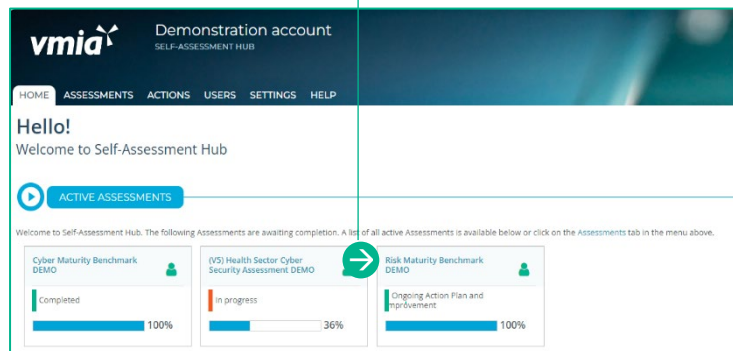 vmia
Demonstration account
SELF-ASSESSMENT HUB
HOME ASSESSMENTS ACTIONS USERS SETTINGS HELP
Hello!
Welcome to Self-Assessment Hub
ACTIVE ASSESSMENTS
Welcome to Self-Assessment Hub. The following Assessments are awaiting completion. A list of all active Assessments is available below or click on the Assessments tab in the menu above.
Cyber Maturity Benchmark
DEMO
Completed
100%
(V5) Health Sector Cyber
Security Assessment DEMO
In progress
36%
Risk Maturity Benchmark
DEMO
Ongoing Action Plan and
mprovement
100%